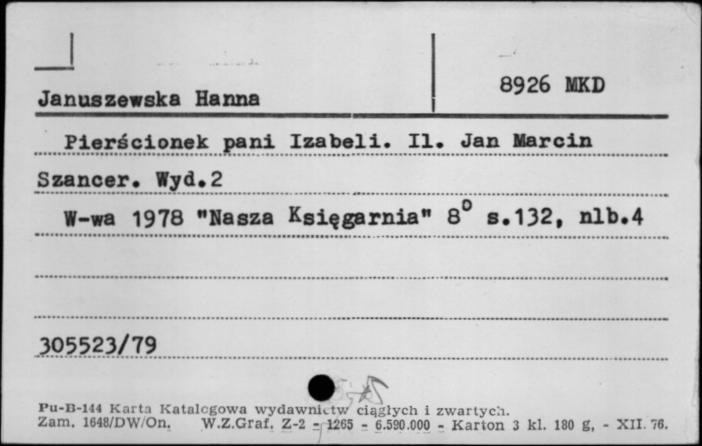 8926 MKD
Januszewska Hanna
Pierścionek pani Izabeli. Il. Jan Marcin
Szancer. Wyd.2
W-wa 1978 "Nasza Księgarnia" 8° s.132, nlb.4
305523/79
Pu-B-144 Karta Katalogowa wydawnictw ciągłych i zwartych.
Zam. 1648/DW/On. W.Z.Graf. Z-2 - 1265 - 6.590.000 - Karton 3 kl. 180 g, - XII. 76.